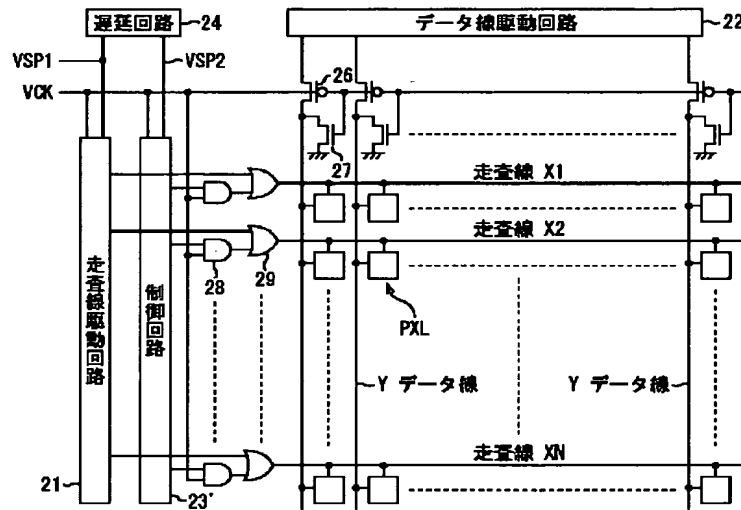 遅延回路
24
データ線駆動回路
22
VSP1
VSP2
VCK
26
27
走査線 X1
走査線 X2
28
29
PXL
走査線駆動回路
制御回路
Y データ線
Y データ線
走査線 XN
21
23'